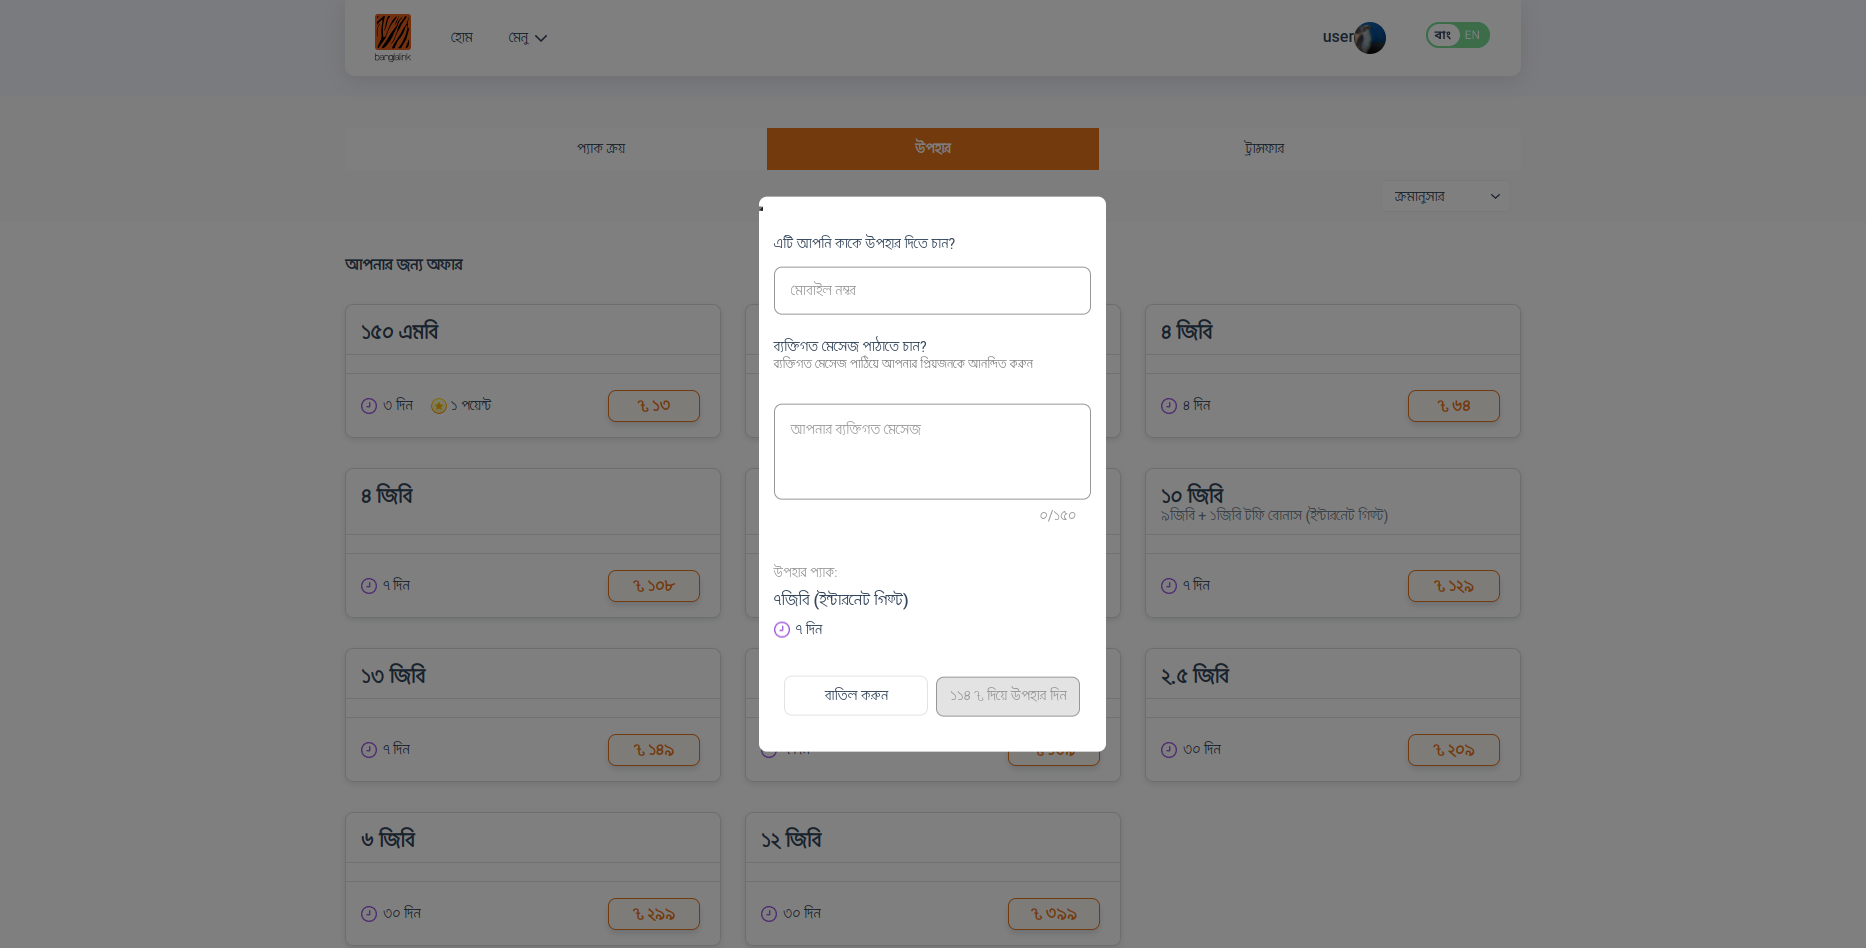 banglalink
হোম
মেনু
user
বাং
EN
প্যাক ক্রয়
উপহার
ট্রান্সফার
ক্রমানুসার
আপনার জন্য অফার
১৫০ এমবি
৩ দিন
১ পয়েন্ট
৳ ১৩
৪ জিবি
৪ দিন
৳ ৬৪
৪ জিবি
৭ দিন
৳ ১০৮
১০ জিবি
৯জিবি + ১জিবি টফি বোনাস (ইন্টারনেট গিফ্ট)
৭ দিন
৳ ১২৯
১৩ জিবি
৭ দিন
৳ ১৪৯
২.৫ জিবি
৩০ দিন
৳ ২০৯
৬ জিবি
৩০ দিন
৳ ২৯৯
১২ জিবি
৩০ দিন
৳ ৩৯৯
এটি আপনি কাকে উপহার দিতে চান?
মোবাইল নম্বর
ব্যক্তিগত মেসেজ পাঠাতে চান?
ব্যক্তিগত মেসেজ পাঠিয়ে আপনার প্রিয়জনকে আনন্দিত করুন
আপনার ব্যক্তিগত মেসেজ
০/১৫০
উপহার প্যাক:
৭জিবি (ইন্টারনেট গিফ্ট)
৭ দিন
বাতিল করুন
১১৪ ৳ দিয়ে উপহার দিন